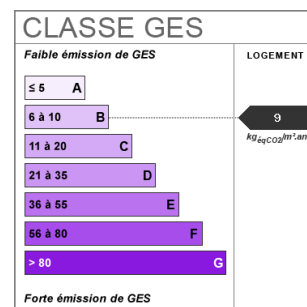 CLASSE GES
Faible émission de GES
LOGEMENT
≤ 5 A
6 à 10 B
9
kgéqCO2/m².an
11 à 20 C
21 à 35 D
36 à 55 E
56 à 80 F
> 80 G
Forte émission de GES